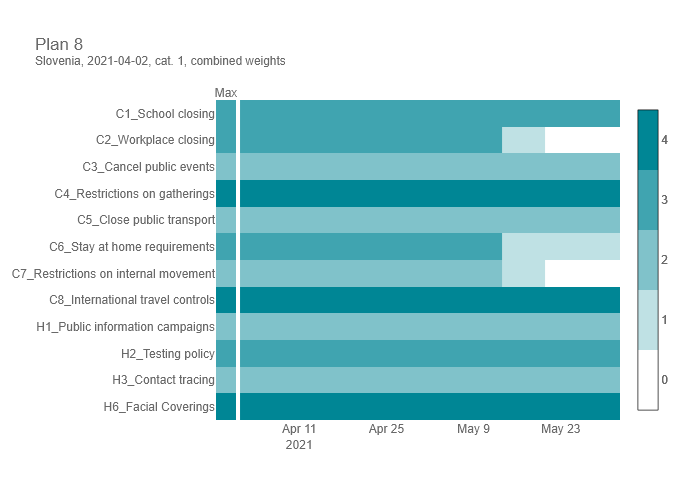 Plan 8
Slovenia, 2021-04-02, cat. 1, combined weights
Max
C1_School closing
C2_Workplace closing
C3_Cancel public events
C4_Restrictions on gatherings
C5_Close public transport
C6_Stay at home requirements
C7_Restrictions on internal movement
C8_International travel controls
H1_Public information campaigns
H2_Testing policy
H3_Contact tracing
H6_Facial Coverings
Apr 11 Apr 25 May 9 May 23
2021
4
3
2
1
0